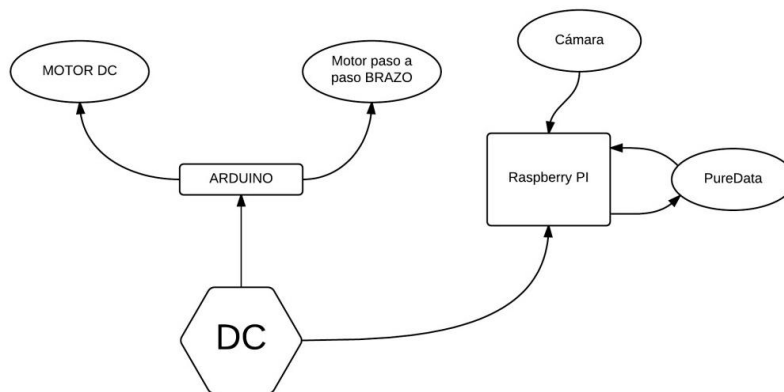 Cámara
MOTOR DC
Motor paso a
paso BRAZO
ARDUINO
Raspberry PI
PureData
DC